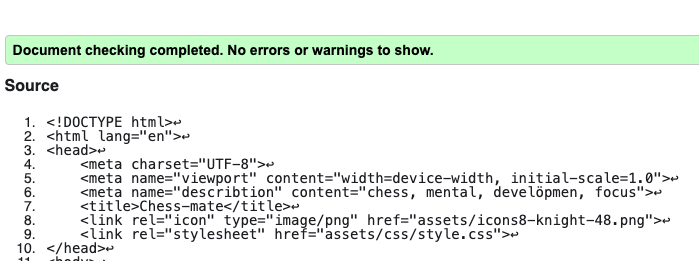 Document checking completed. No errors or warnings to show.
Source
1. <!DOCTYPE html>↩
2. <html lang="en">↩
3. <head>↩
4.     <meta charset="UTF-8">↩
5.     <meta name="viewport" content="width=device-width, initial-scale=1.0">↩
6.     <meta name="describtion" content="chess, mental, develöpmen, focus">↩
7.     <title>Chess-mate</title>↩
8.     <link rel="icon" type="image/png" href="assets/icons8-knight-48.png">↩
9.     <link rel="stylesheet" href="assets/css/style.css">↩
10. </head>↩
11. <body>↩